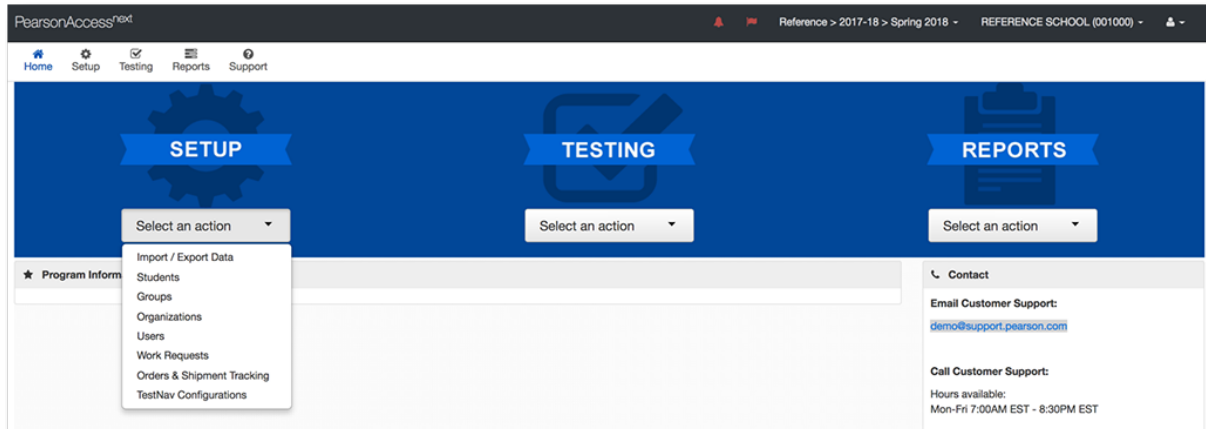 PearsonAccessnext
Reference > 2017-18 > Spring 2018
REFERENCE SCHOOL (001000)
Home
Setup
Testing
Reports
Support
SETUP
TESTING
REPORTS
Select an action
Select an action
Select an action
Import / Export Data
Students
Groups
Organizations
Users
Work Requests
Orders & Shipment Tracking
TestNav Configurations
Program Inform
Contact
Email Customer Support:
demo@support.pearson.com
Call Customer Support:
Hours available:
Mon-Fri 7:00AM EST - 8:30PM EST